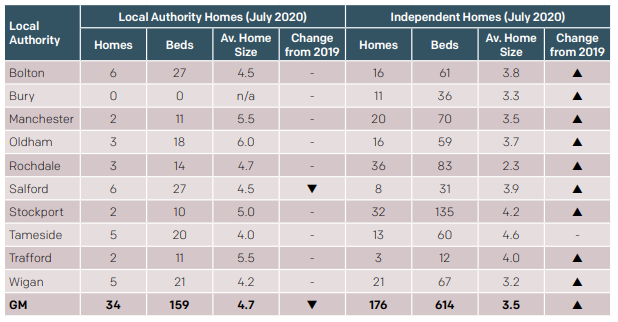 Local Authority | Local Authority Homes (July 2020) | Independent Homes (July 2020)
Homes | Beds | Av. Home Size | Change from 2019 | Homes | Beds | Av. Home Size | Change from 2019
Bolton | 6 | 27 | 4.5 | - | 16 | 61 | 3.8 | ▲
Bury | 0 | 0 | n/a | - | 11 | 36 | 3.3 | ▲
Manchester | 2 | 11 | 5.5 | - | 20 | 70 | 3.5 | ▲
Oldham | 3 | 18 | 6.0 | - | 16 | 59 | 3.7 | ▲
Rochdale | 3 | 14 | 4.7 | - | 36 | 83 | 2.3 | ▲
Salford | 6 | 27 | 4.5 | ▼ | 8 | 31 | 3.9 | ▲
Stockport | 2 | 10 | 5.0 | - | 32 | 135 | 4.2 | ▲
Tameside | 5 | 20 | 4.0 | - | 13 | 60 | 4.6 | -
Trafford | 2 | 11 | 5.5 | - | 3 | 12 | 4.0 | ▲
Wigan | 5 | 21 | 4.2 | - | 21 | 67 | 3.2 | ▲
GM | 34 | 159 | 4.7 | ▼ | 176 | 614 | 3.5 | ▲